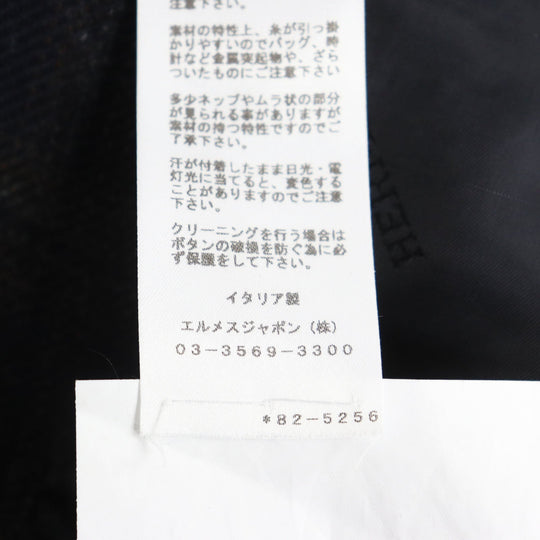 注意下さい。
素材の特性上、糸が引っ掛
かりやすいのでバッグ、時
計など金属突起物や、ざら
ついたものにご注意下さい
多少ネップやムラ状の部分
が見られる事がありますが
素材の持つ特性ですのでご
了承下さい。
汗が付着したまま日光・電
灯光に当てると、変色する
ことがありますのでご注意
下さい。
クリーニングを行う場合は
ボタンの破損を防ぐ為に必
ず保護をして下さい。
イタリア製
エルメスジャポン（株）
03-3569-3300
*82-5256
HERM